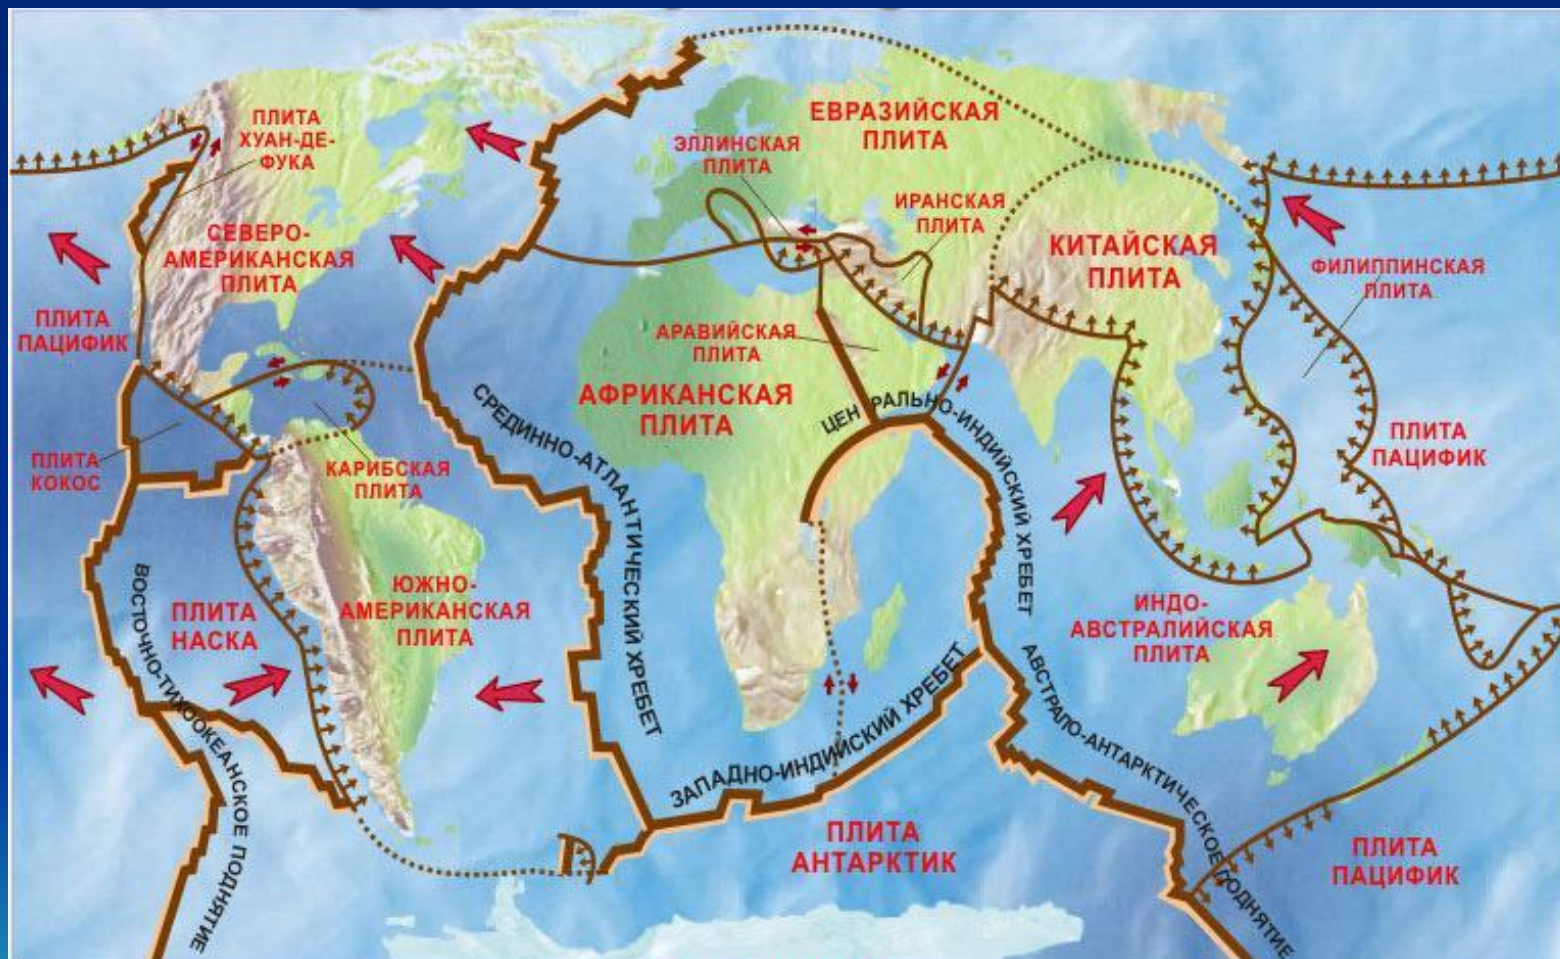 ПЛИТА
ХУАН-ДЕ-
ФУКА
ЕВРАЗИЙСКАЯ
ПЛИТА
ЭЛЛИНСКАЯ
ПЛИТА
ИРАНСКАЯ
ПЛИТА
КИТАЙСКАЯ
ПЛИТА
ФИЛИППИНСКАЯ
ПЛИТА
СЕВЕРО-
АМЕРИКАНСКАЯ
ПЛИТА
ПЛИТА
ПАЦИФИК
АРАВИЙСКАЯ
ПЛИТА
АФРИКАНСКАЯ
ПЛИТА
СРЕДИННО-АТЛАНТИЧЕСКИЙ ХРЕБЕТ
ЦЕН РАЛЬНО-ИНДИЙСКИЙ ХРЕБЕТ
ПЛИТА
КОКОС
КАРИБСКАЯ
ПЛИТА
ПЛИТА
ПАЦИФИК
ВОСТОЧНО-ТИХООКЕАНСКОЕ ПОДНЯТИЕ
ПЛИТА
НАСКА
ЮЖНО-
АМЕРИКАНСКАЯ
ПЛИТА
ИНДО-
АВСТРАЛИЙСКАЯ
ПЛИТА
ЗАПАДНО-ИНДИЙСКИЙ ХРЕБЕТ
АВСТРАЛО-АНТАРКТИЧЕСКОЕ ПОДНЯТИЕ
ПЛИТА
АНТАРКТИК
ПЛИТА
ПАЦИФИК